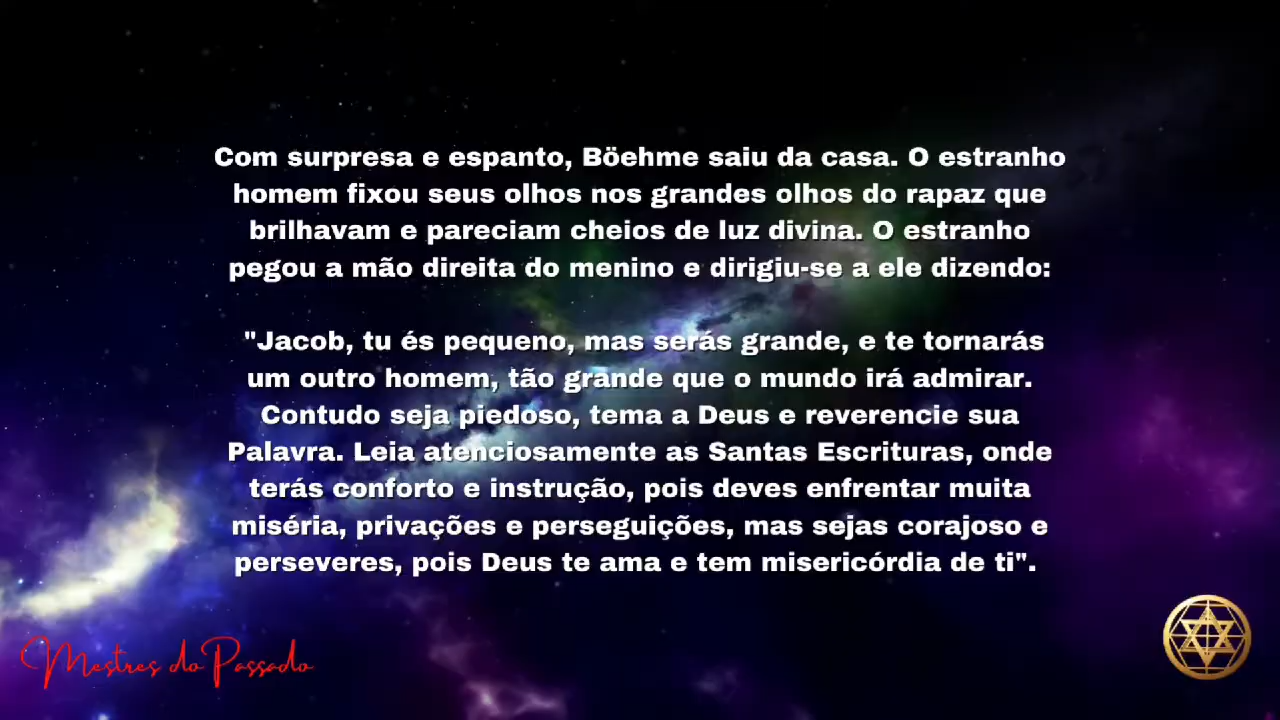 Com surpresa e espanto, Böehme saiu da casa. O estranho
homem fixou seus olhos nos grandes olhos do rapaz que
brilhavam e pareciam cheios de luz divina. O estranho
pegou a mão direita do menino e dirigiu-se a ele dizendo:
"Jacob, tu és pequeno, mas serás grande, e te tornarás
um outro homem, tão grande que o mundo irá admirar.
Contudo seja piedoso, tema a Deus e reverencie sua
Palavra. Leia atenciosamente as Santas Escrituras, onde
terás conforto e instrução, pois deves enfrentar muita
miséria, privações e perseguições, mas sejas corajoso e
perseveres, pois Deus te ama e tem misericórdia de ti".
Mestres do Passado